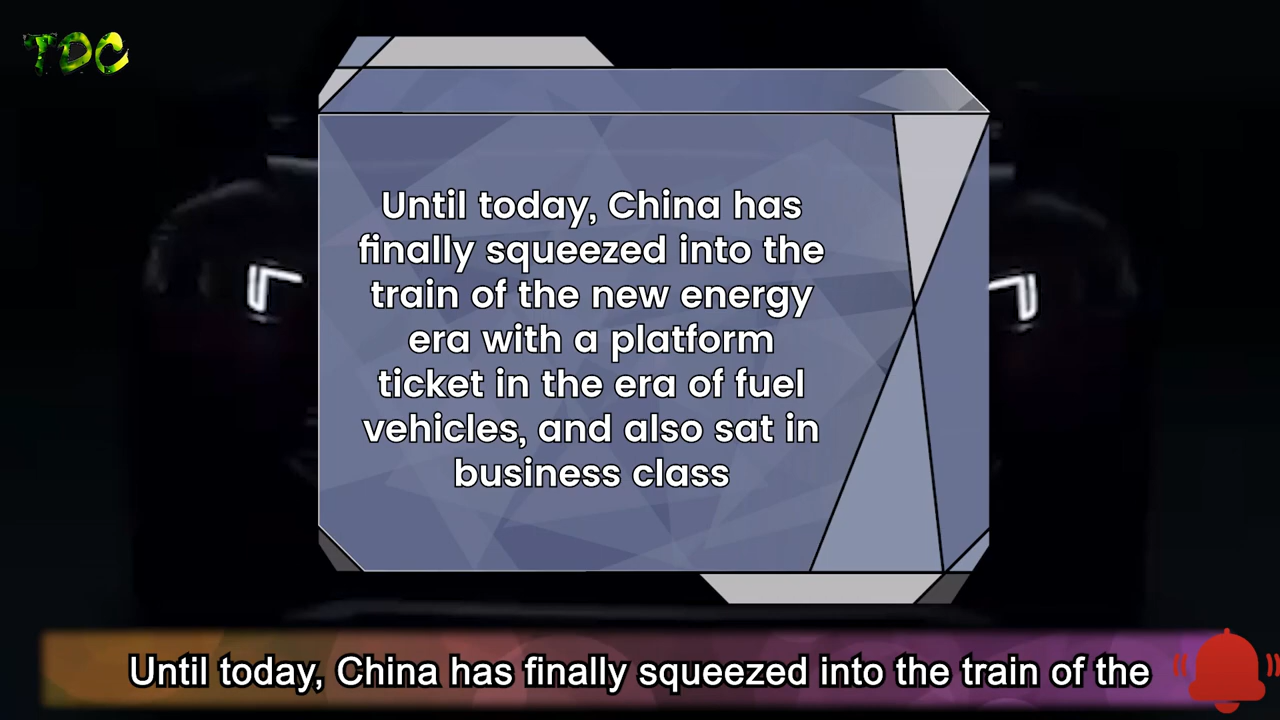 TDC
Until today, China has
finally squeezed into the
train of the new energy
era with a platform
ticket in the era of fuel
vehicles, and also sat in
business class
Until today, China has finally squeezed into the train of the